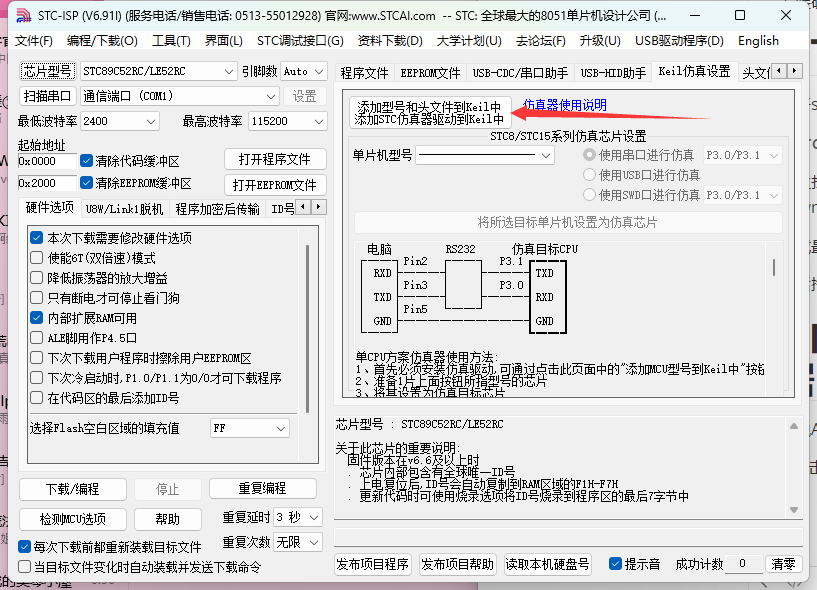 STC-ISP (V6.91I) (服务电话/销售电话: 0513-55012928) 官网:www.STCAI.com -- STC: 全球最大的8051单片机设计公司 (...
文件(F) 编程/下载(O) 工具(T) 界面(L) STC调试接口(G) 资料下载(D) 大学计划(U) 去论坛(F) 升级(U) USB驱动程序(D) English
芯片型号 STC89C52RC/LE52RC 引脚数 Auto
扫描串口 通信端口 (COM1) 设置
最低波特率 2400 最高波特率 115200
起始地址
0x0000 清除代码缓冲区 打开程序文件
0x2000 清除EEPROM缓冲区 打开EEPROM文件
硬件选项 U8W/Link1脱机 程序加密后传输 ID号
本次下载需要修改硬件选项
使能6T(双倍速)模式
降低振荡器的放大增益
只有断电才可停止看门狗
内部扩展RAM可用
ALE脚用作P4.5口
下次下载用户程序时擦除用户EEPROM区
下次冷启动时,P1.0/P1.1为0/0才可下载程序
在代码区的最后添加ID号
选择Flash空白区域的填充值 FF
下载/编程 停止 重复编程
检测MCU选项 帮助 重复延时 3 秒
每次下载前都重新装载目标文件 重复次数 无限
当目标文件变化时自动装载并发送下载命令
程序文件 EEPROM文件 USB-CDC/串口助手 USB-HID助手 Keil仿真设置 头文
添加型号和头文件到Keil中 仿真器使用说明
添加STC仿真器驱动到Keil中
STC8/STC15系列仿真芯片设置
单片机型号 使用串口进行仿真 P3.0/P3.1
使用USB口进行仿真
使用SWD口进行仿真 P3.0/P3.1
将所选目标单片机设置为仿真芯片
电脑 RS232 仿真目标CPU
Pin2 P3.1
RXD TXD
Pin3 P3.0
TXD RXD
Pin5
GND GND
单CPU方案仿真器使用方法:
1、首先必须安装仿真驱动,可通过点击此页面中的"添加MCU型号到Keil中"按钮
2、准备1片上面按钮所指型号的芯片
3、将其设置为仿真目标芯片
芯片型号 : STC89C52RC/LE52RC
关于此芯片的重要说明:
固件版本在v6.6及以上时
. 芯片内部包含有全球唯一ID号
. 上电复位后,ID号会自动复制到RAM区域的F1H-F7H
. 更新代码时可使用烧录选项将ID号烧录到程序区的最后7字节中
发布项目程序 发布项目帮助 读取本机硬盘号 提示音 成功计数 0 清零